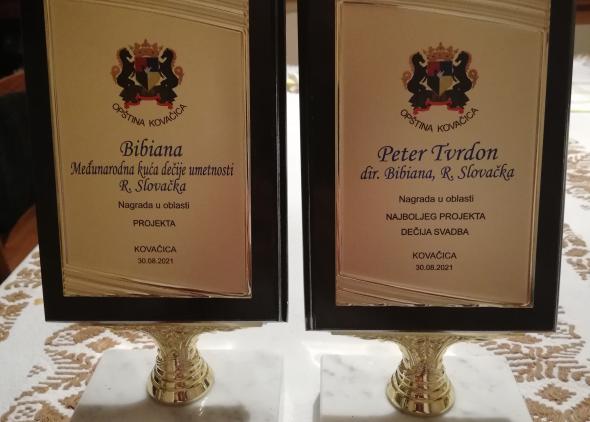 OPŠTINA KOVAČICA
Bibiana
Međunarodna kuća dečije umetnosti
R. Slovačka
Nagrada u oblasti
PROJEKTA
KOVAČICA
30.08.2021
OPŠTINA KOVAČICA
Peter Tvrdon
dir. Bibiana, R. Slovačka
Nagrada u oblasti
NAJBOLJEG PROJEKTA
DEČIJA SVADBA
KOVAČICA
30.08.2021